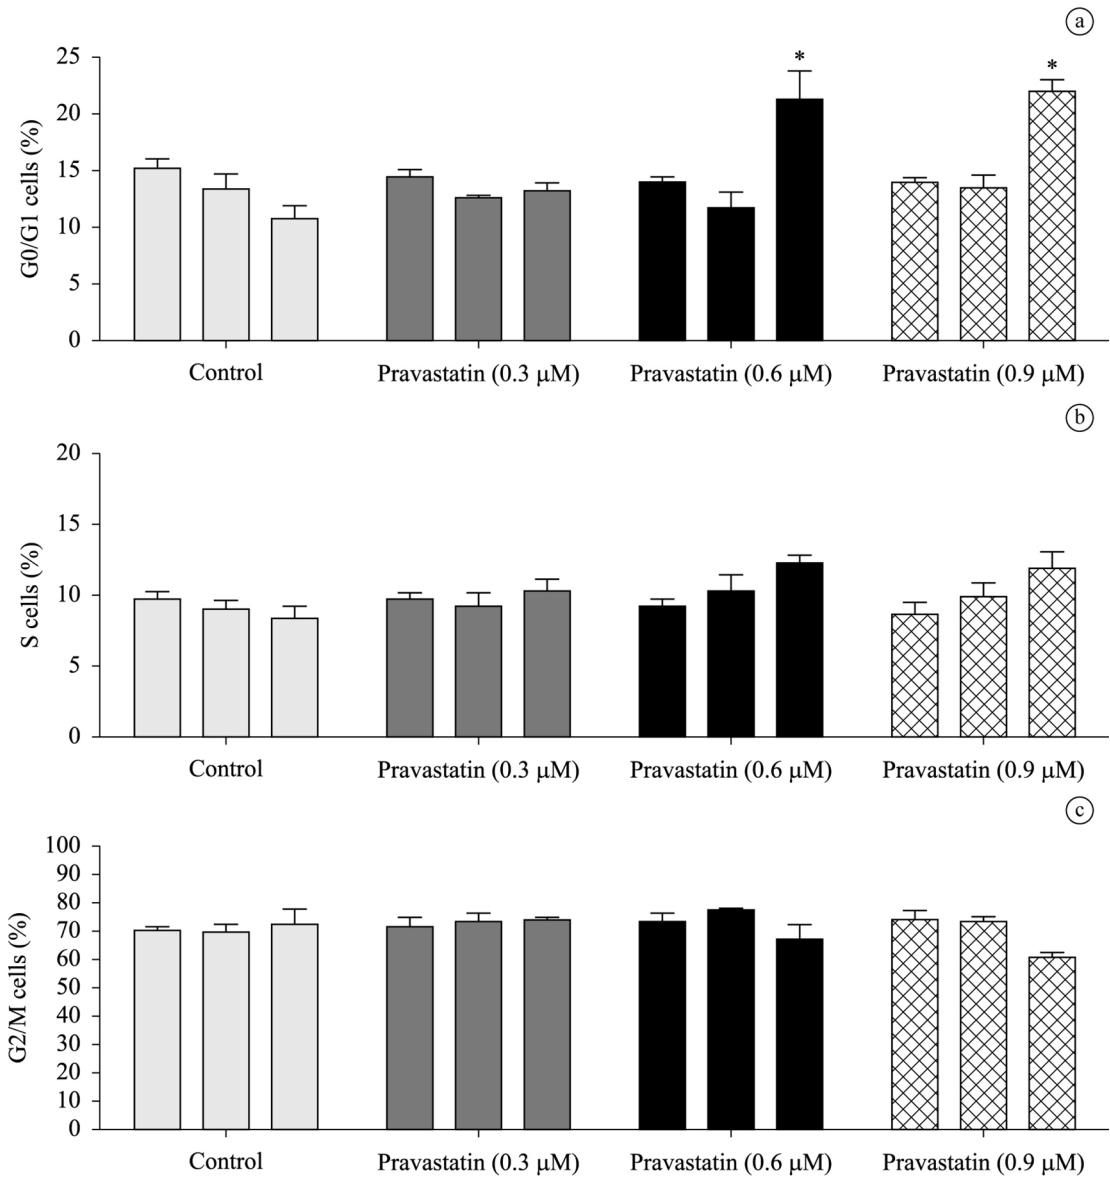 a
25
20
15
10
5
0
G0/G1 cells (%)
*
*
Control
Pravastatin (0.3 μM)
Pravastatin (0.6 μM)
Pravastatin (0.9 μM)
b
20
15
10
5
0
S cells (%)
Control
Pravastatin (0.3 μM)
Pravastatin (0.6 μM)
Pravastatin (0.9 μM)
c
100
90
80
70
60
50
40
30
20
10
0
G2/M cells (%)
Control
Pravastatin (0.3 μM)
Pravastatin (0.6 μM)
Pravastatin (0.9 μM)